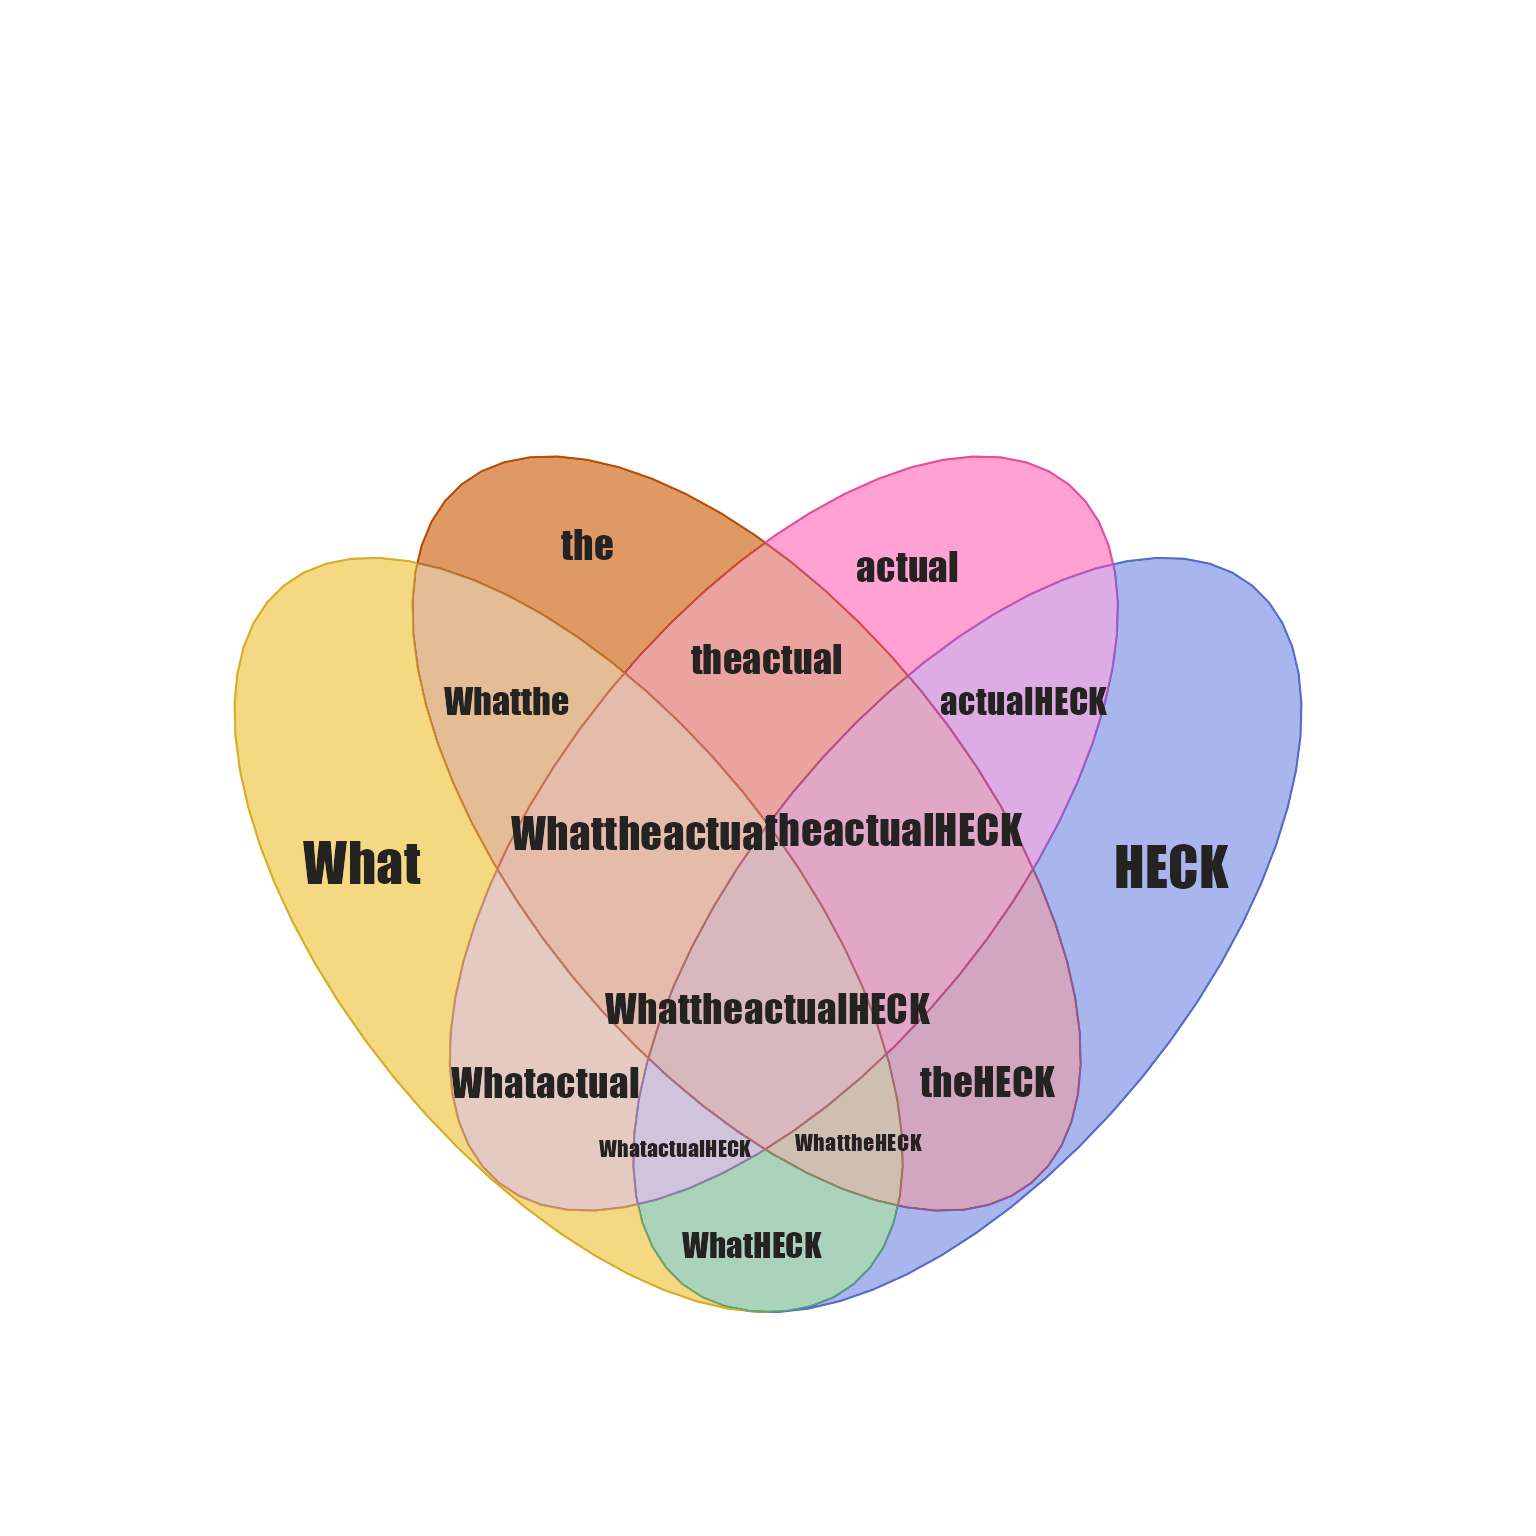 the
actual
theactual
Whatthe
actualHECK
Whattheactual
theactualHECK
What
HECK
WhattheactualHECK
Whatactual
theHECK
WhatactualHECK
WhattheHECK
WhatHECK